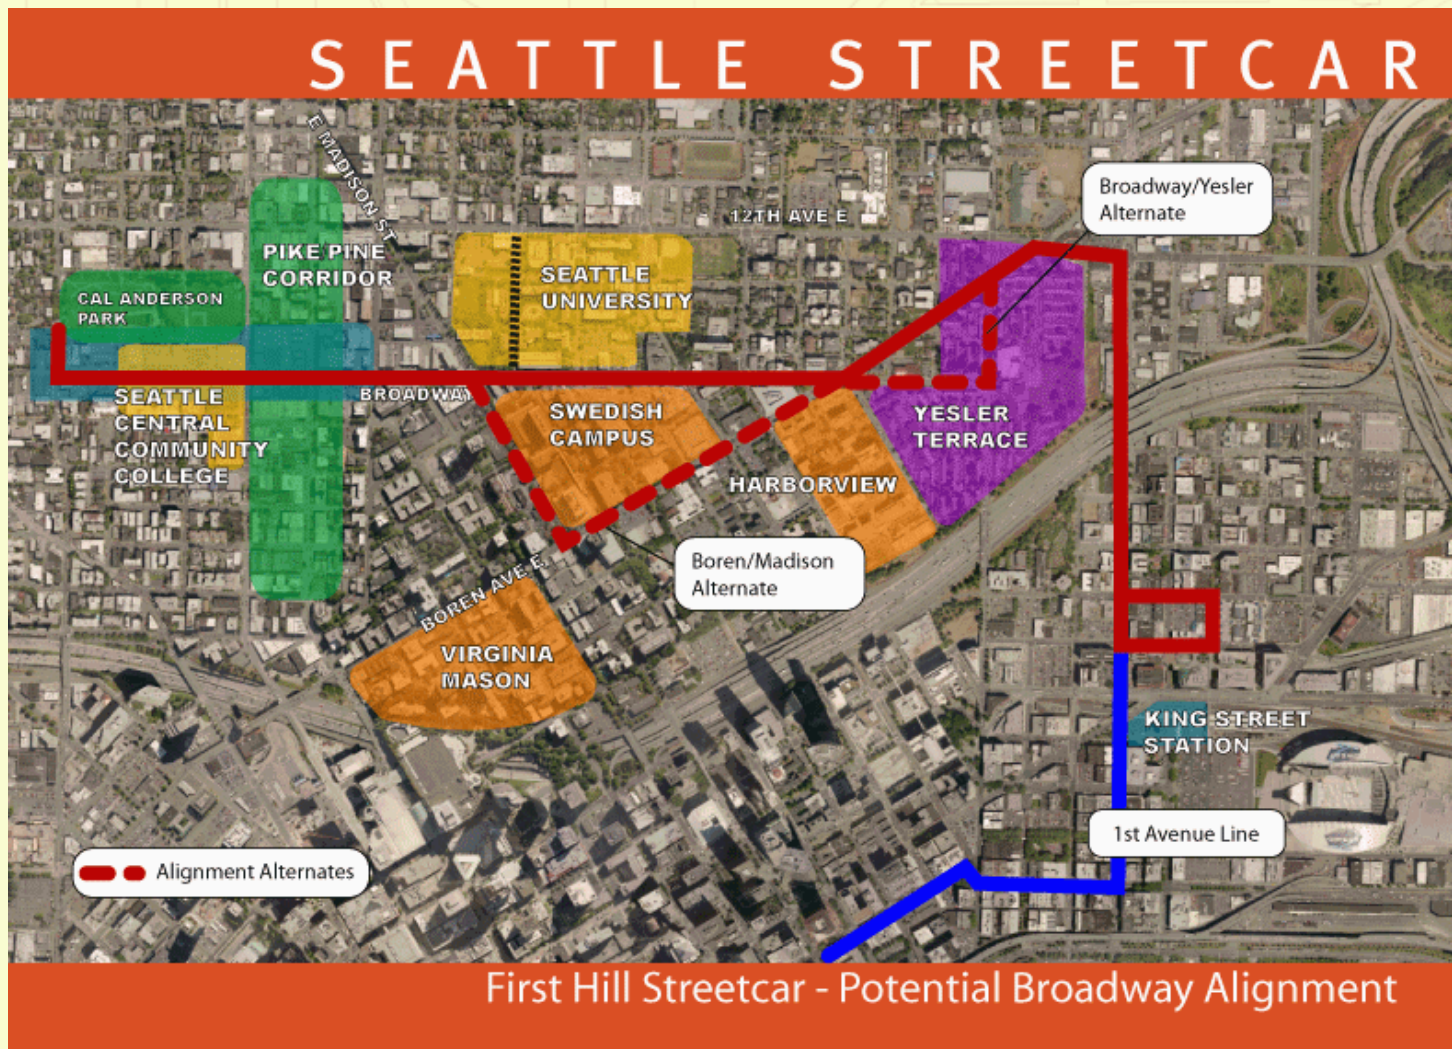 SEATTLE STREETCAR
E MADISON ST
Broadway/Yesler
Alternate
12TH AVE E
PIKE PINE
CORRIDOR
SEATTLE
UNIVERSITY
CAL ANDERSON
PARK
BROADWAY
SEATTLE
CENTRAL
COMMUNITY
COLLEGE
SWEDISH
CAMPUS
YESLER
TERRACE
HARBORVIEW
Boren/Madison
Alternate
BOREN AVE E
VIRGINIA
MASON
KING STREET
STATION
1st Avenue Line
Alignment Alternates
First Hill Streetcar - Potential Broadway Alignment